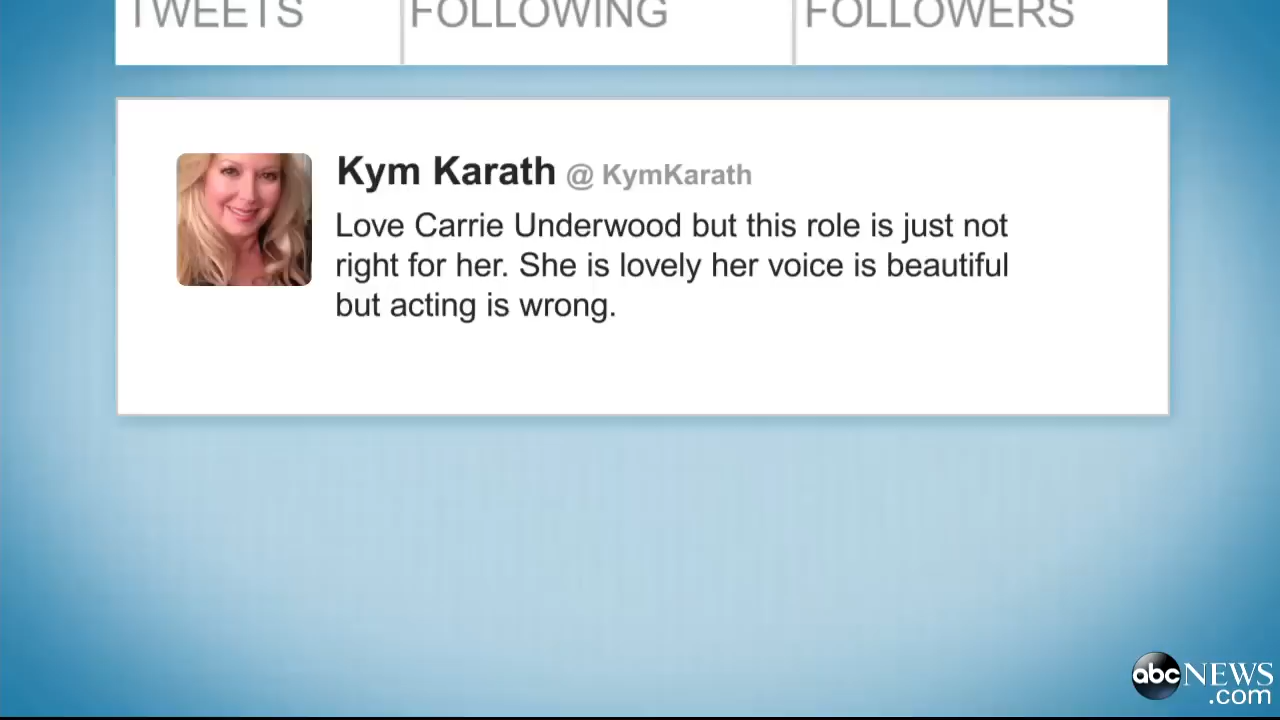 TWEETS FOLLOWING FOLLOWERS
Kym Karath @ KymKarath
Love Carrie Underwood but this role is just not
right for her. She is lovely her voice is beautiful
but acting is wrong.
abc NEWS
.com